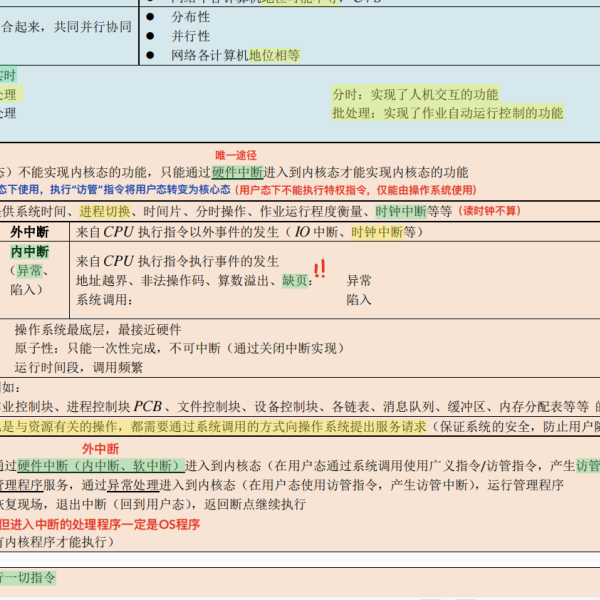 合起来，共同并行协同
● 分布性
● 并行性
● 网络各计算机地位相等
实时
处理
处理
分时：实现了人机交互的功能
批处理：实现了作业自动运行控制的功能
唯一途径
态）不能实现内核态的功能，只能通过硬件中断进入到内核态才能实现内核态的功能
态下使用，执行“访管”指令将用户态转变为核心态（用户态下不能执行特权指令，仅能由操作系统使用）
提供系统时间、进程切换、时间片、分时操作、作业运行程度衡量、时钟中断等等（读时钟不算）
外中断 来自CPU 执行指令以外事件的发生（IO 中断、时钟中断等）
内中断
（异常、
陷入）
来自CPU 执行指令执行事件的发生
地址越界、非法操作码、算数溢出、缺页： 异常
系统调用： 陷入
!!
操作系统最底层，最接近硬件
原子性：只能一次性完成，不可中断（通过关闭中断实现）
运行时间段，调用频繁
如：
业控制块、进程控制块PCB、文件控制块、设备控制块、各链表、消息队列、缓冲区、内存分配表等等
是与资源有关的操作，都需要通过系统调用的方式向操作系统提出服务请求（保证系统的安全，防止用户
外中断
通过硬件中断（内中断、软中断）进入到内核态（在用户态通过系统调用使用广义指令/访管指令，产生访管
管理程序服务，通过异常处理进入到内核态（在用户态使用访管指令，产生访管中断），运行管理程序
恢复现场，退出中断（回到用户态），返回断点继续执行
但进入中断的处理程序一定是OS程序
有内核程序才能执行）
行一切指令